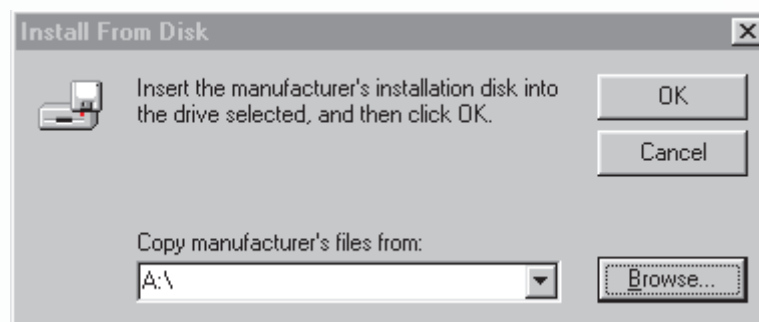 Install From Disk
Insert the manufacturer's installation disk into
the drive selected, and then click OK.
OK
Cancel
Copy manufacturer's files from:
A:\
Browse...